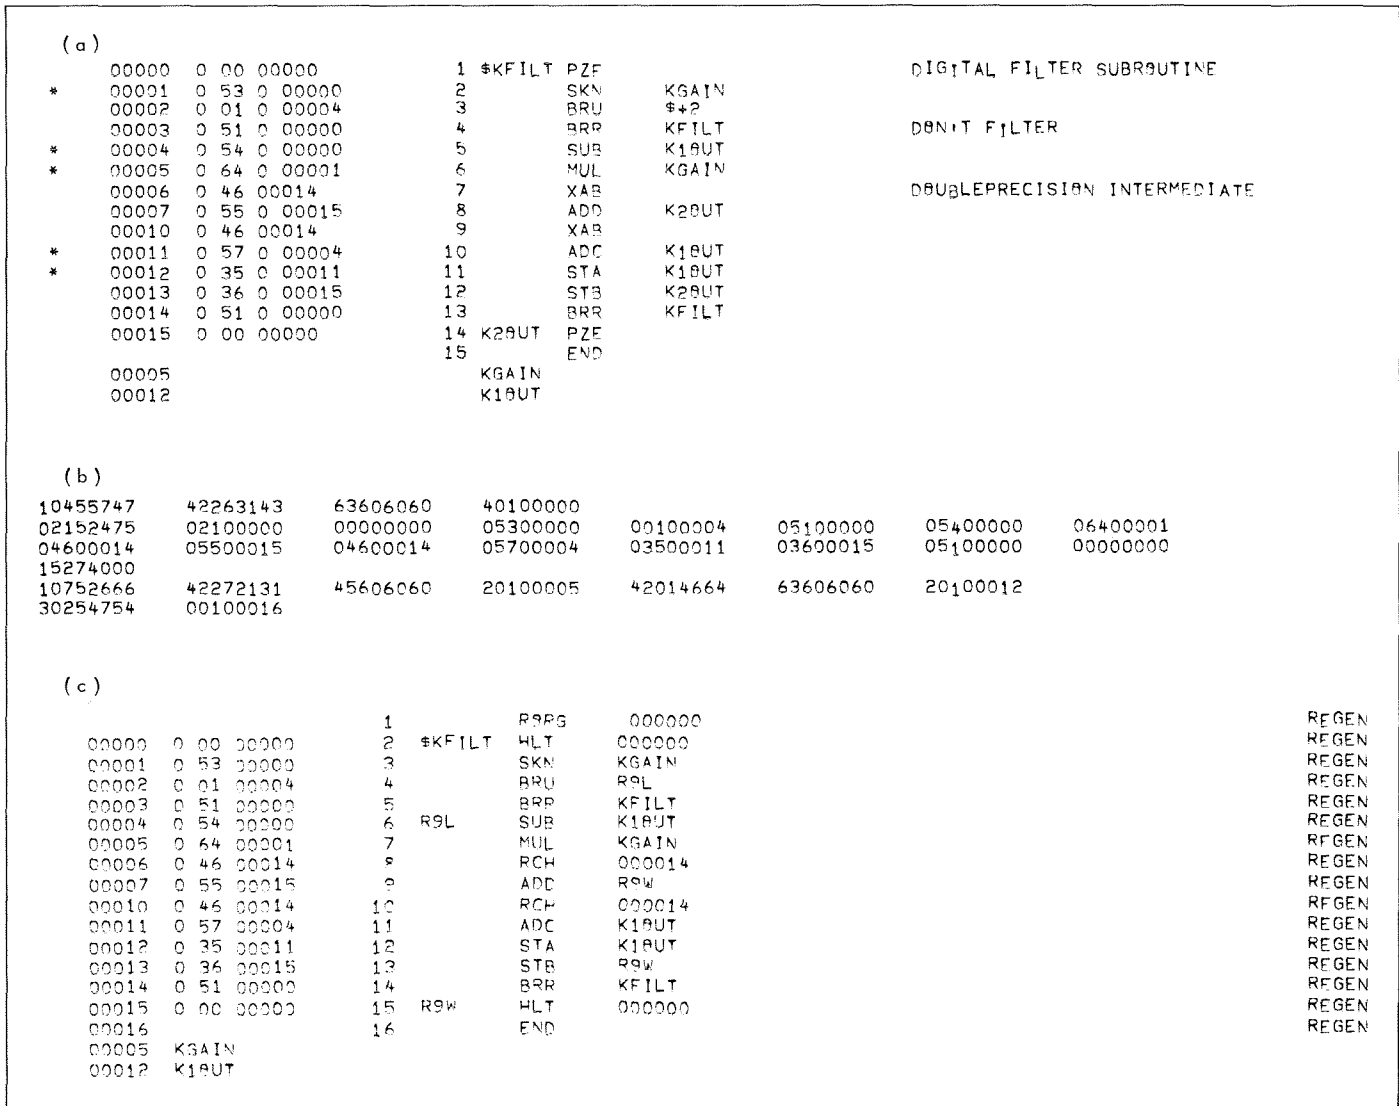 (a)
00000 0 00 00000 1 $KFILT PZE DIGITAL FILTER SUBROUTINE
* 00001 0 53 0 00000 2 SKN KGAIN
00002 0 01 0 00004 3 BRU $+2
00003 0 51 0 00000 4 BRR KFILT DON'T FILTER
* 00004 0 54 0 00000 5 SUB K1OUT
* 00005 0 64 0 00001 6 MUL KGAIN
00006 0 46 00014 7 XAB DOUBLEPRECISION INTERMEDIATE
00007 0 55 0 00015 8 ADD K2OUT
00010 0 46 00014 9 XAB
* 00011 0 57 0 00004 10 ADC K1OUT
* 00012 0 35 0 00011 11 STA K1OUT
00013 0 36 0 00015 12 STB K2OUT
00014 0 51 0 00000 13 BRR KFILT
00015 0 00 00000 14 K2OUT PZE
15 END
00005 KGAIN
00012 K1OUT
(b)
10455747 42263143 63606060 40100000
02152475 02100000 00000000 05300000 00100004 05100000 05400000 06400001
04600014 05500015 04600014 05700004 03500011 03600015 05100000 00000000
15274000
10752666 42272131 45606060 20100005 42014664 63606060 20100012
30254754 00100016
(c)
1 R9RG 000000 REGEN
00000 0 00 00000 2 $KFILT HLT 000000 REGEN
00001 0 53 00000 3 SKN KGAIN REGEN
00002 0 01 00004 4 BRU R9L REGEN
00003 0 51 00000 5 BRR KFILT REGEN
00004 0 54 00000 6 R9L SUB K1OUT REGEN
00005 0 64 00001 7 MUL KGAIN REGEN
00006 0 46 00014 8 RCH 000014 REGEN
00007 0 55 00015 9 ADD R9W REGEN
00010 0 46 00014 10 RCH 000014 REGEN
00011 0 57 00004 11 ADC K1OUT REGEN
00012 0 35 00011 12 STA K1OUT REGEN
00013 0 36 00015 13 STB R9W REGEN
00014 0 51 00000 14 BRR KFILT REGEN
00015 0 00 00000 15 R9W HLT 000000 REGEN
00016 16 END REGEN
00005 KGAIN
00012 K1OUT